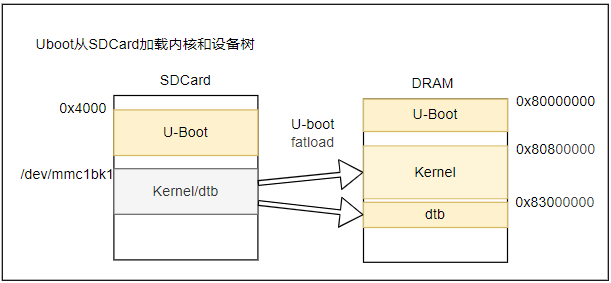 Uboot从SDCard加载内核和设备树
SDCard
DRAM
0x4000
0x80000000
U-Boot
U-Boot
U-boot
fatload
0x80800000
/dev/mmc1bk1
Kernel/dtb
Kernel
0x83000000
dtb